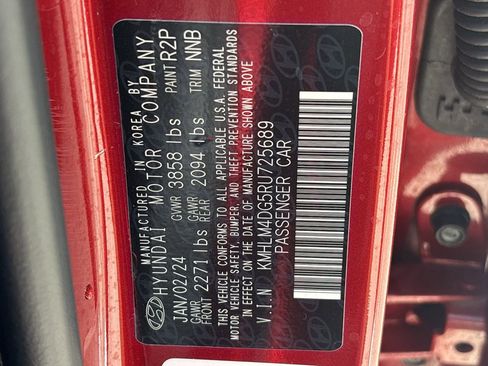 MANUFACTURED IN KOREA BY
HYUNDAI MOTOR COMPANY
JAN/02/24 GVWR 3858 lbs PAINT R2P
GAWR FRONT 2271 lbs GAWR REAR 2094 lbs TRIM NNB
THIS VEHICLE CONFORMS TO ALL APPLICABLE U.S.A. FEDERAL
MOTOR VEHICLE SAFETY, BUMPER, AND THEFT PREVENTION STANDARDS
IN EFFECT ON THE DATE OF MANUFACTURE SHOWN ABOVE
V.I.N KMHLM4DG5RU725689
PASSENGER CAR